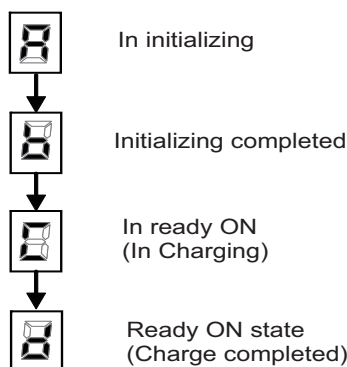 A
In initializing
b
Initializing completed
C
In ready ON
(In Charging)
d
Ready ON state
(Charge completed)